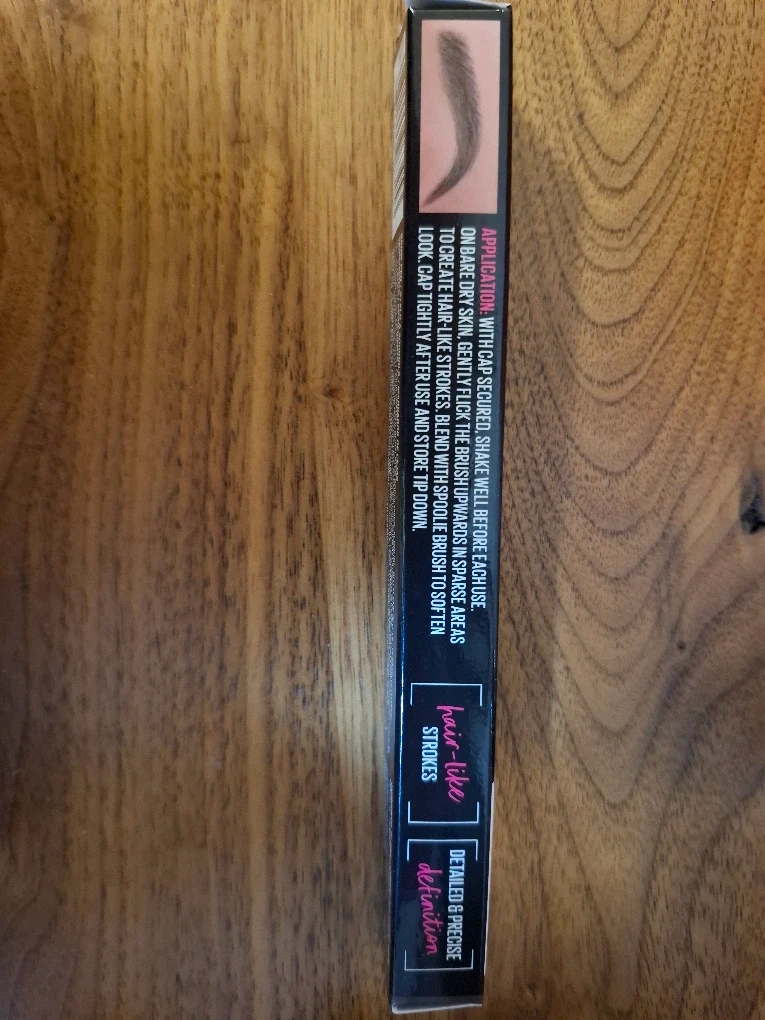 APPLICATION: WITH CAP SECURED, SHAKE WELL BEFORE EACH USE.
ON BARE DRY SKIN, GENTLY FLICK THE BRUSH UPWARDS IN SPARSE AREAS
TO CREATE HAIR-LIKE STROKES. BLEND WITH SPOOLIE BRUSH TO SOFTEN
LOOK. CAP TIGHTLY AFTER USE AND STORE TIP DOWN.
hair-like
STROKES
DETAILED & PRECISE
definition